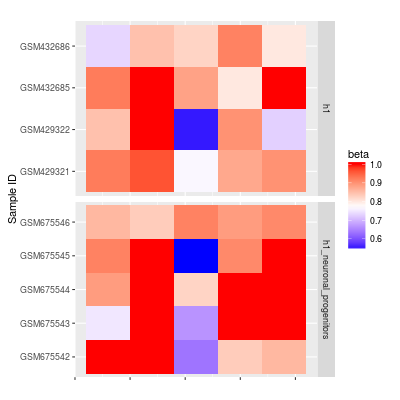 GSM432686
GSM432685
GSM429322
GSM429321
h1
GSM675546
GSM675545
GSM675544
GSM675543
GSM675542
h1_neuronal_progenitors
Sample ID
beta
1.0
0.9
0.8
0.7
0.6